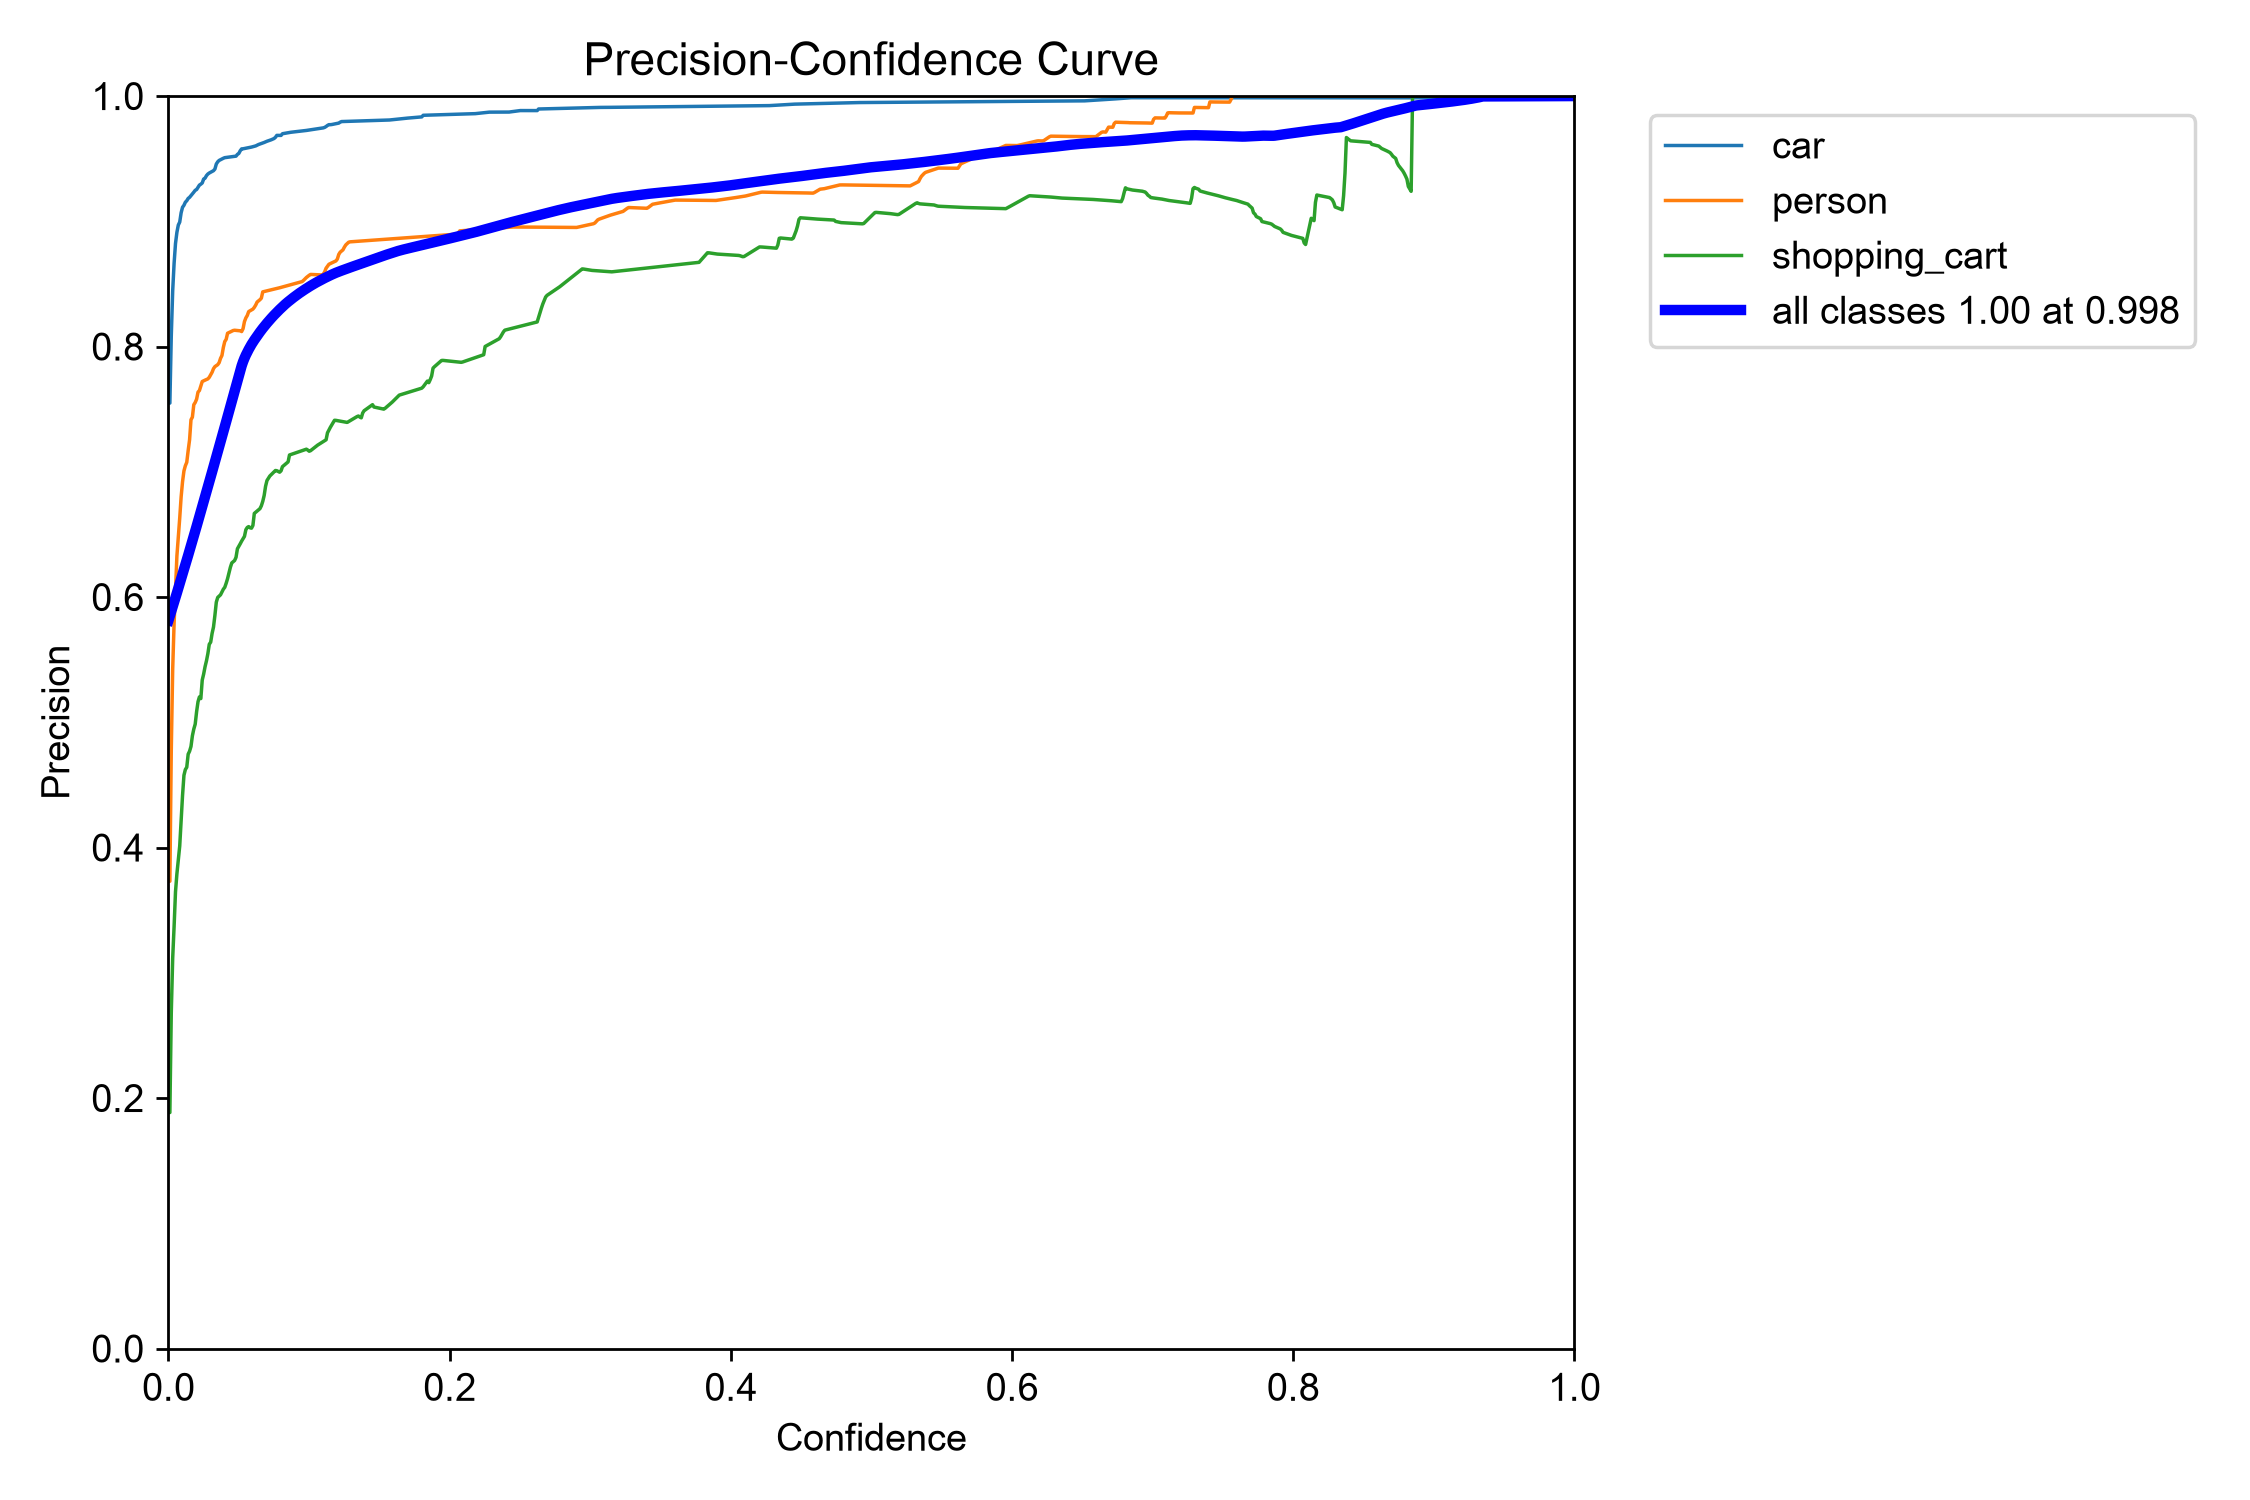 Precision-Confidence Curve
1.0
0.8
0.6
0.4
0.2
0.0
Precision
0.0 0.2 0.4 0.6 0.8 1.0
Confidence
car
person
shopping_cart
all classes 1.00 at 0.998